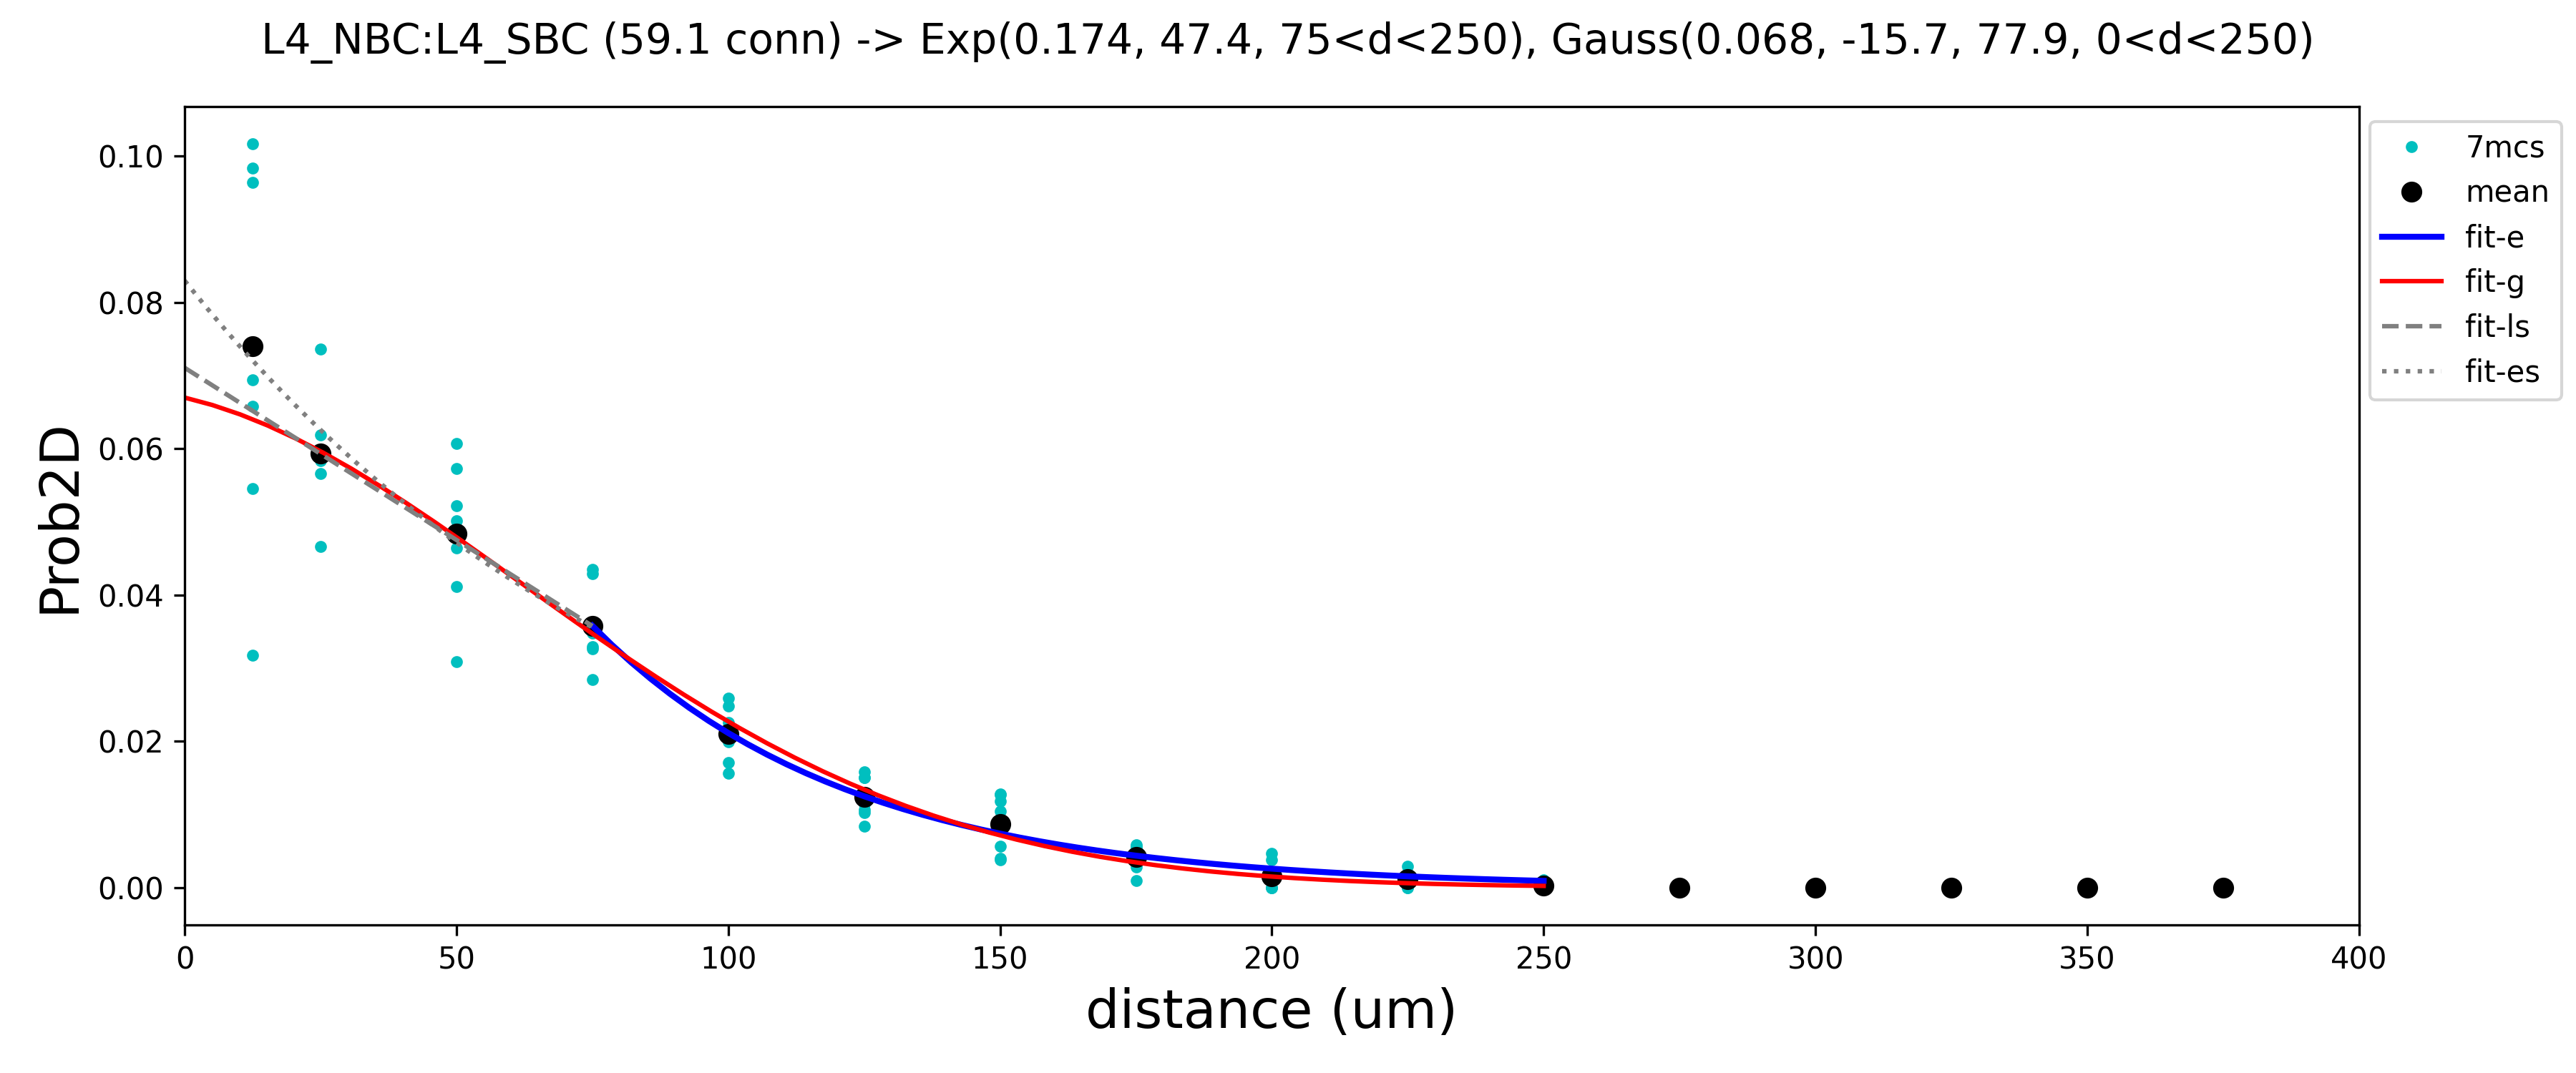 L4_NBC:L4_SBC (59.1 conn) -> Exp(0.174, 47.4, 75<d<250), Gauss(0.068, -15.7, 77.9, 0<d<250)
0.10
0.08
0.06
0.04
0.02
0.00
Prob2D
0 50 100 150 200 250 300 350 400
distance (um)
7mcs
mean
fit-e
fit-g
fit-ls
fit-es